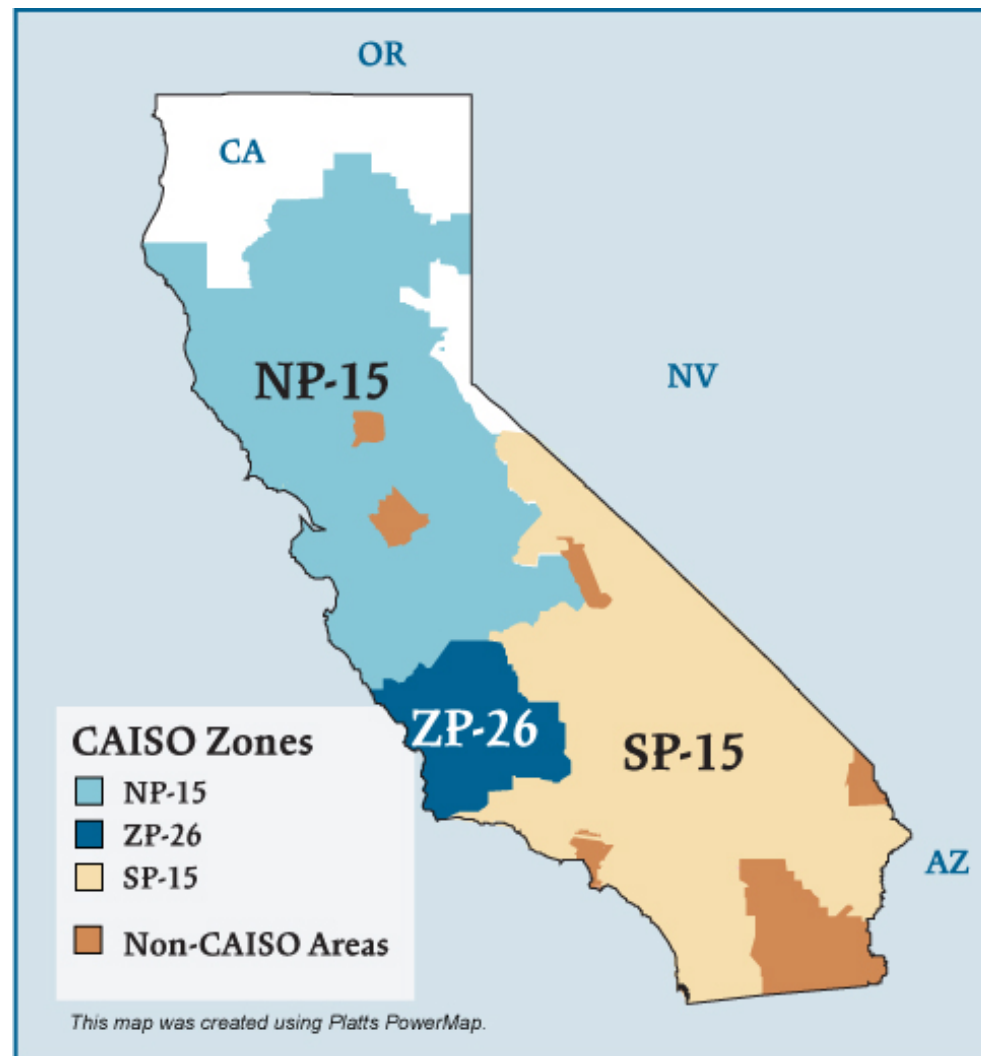 OR
CA
NV
NP-15
ZP-26
SP-15
AZ
CAISO Zones
NP-15
ZP-26
SP-15
Non-CAISO Areas
This map was created using Platts PowerMap.